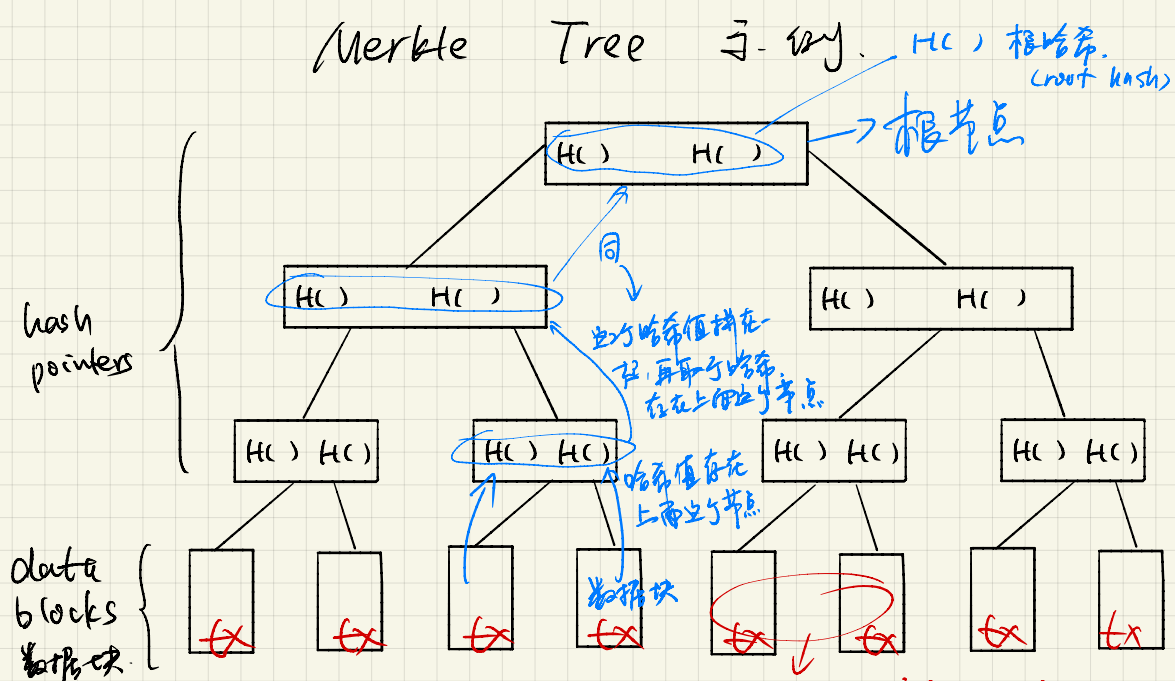 Merkle Tree 示例.
H( ) 根哈希.
(root hash)
→ 根节点
H( ) H( )
同
H( ) H( )
H( ) H( )
hash
pointers
这2个哈希值拼在一
起,再取个哈希,
存在上面这个节点
H( ) H( )
H( ) H( )
H( ) H( )
H( ) H( )
哈希值存在
上面这个节点
data
blocks
数据块.
数据块
tx tx tx tx tx tx tx tx